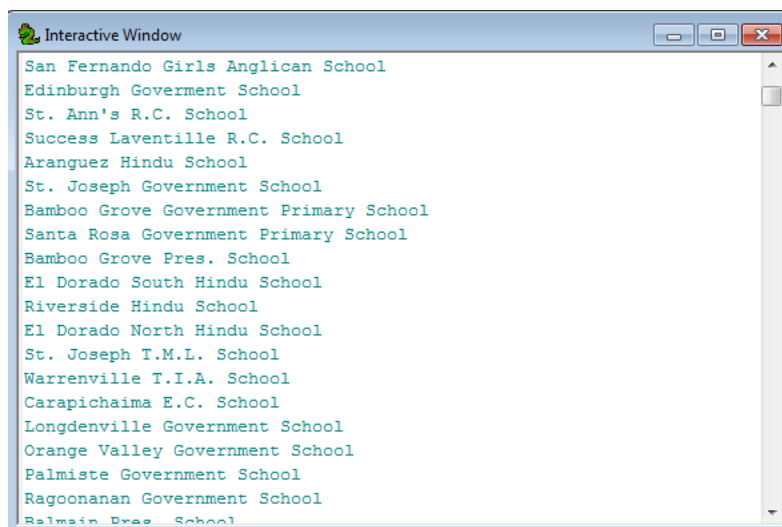 Interactive Window
San Fernando Girls Anglican School
Edinburgh Goverment School
St. Ann's R.C. School
Success Laventille R.C. School
Aranguez Hindu School
St. Joseph Government School
Bamboo Grove Government Primary School
Santa Rosa Government Primary School
Bamboo Grove Pres. School
El Dorado South Hindu School
Riverside Hindu School
El Dorado North Hindu School
St. Joseph T.M.L. School
Warrenville T.I.A. School
Carapichaima E.C. School
Longdenville Government School
Orange Valley Government School
Palmiste Government School
Ragoonanan Government School
Balmain Pres. School